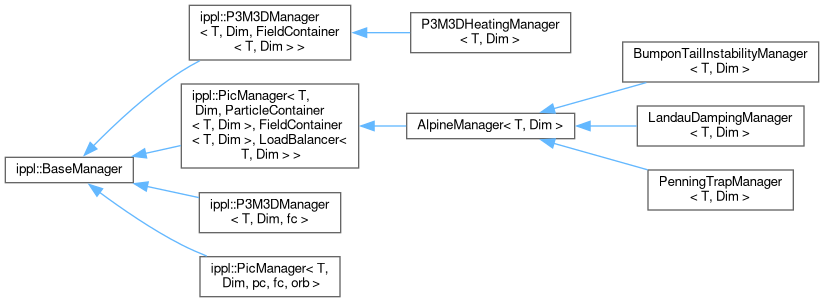 ippl::P3M3DManager
< T, Dim, FieldContainer
< T, Dim > >
P3M3DHeatingManager
< T, Dim >
BumponTailInstabilityManager
< T, Dim >
ippl::PicManager< T,
Dim, ParticleContainer
< T, Dim >, FieldContainer
< T, Dim >, LoadBalancer<
T, Dim > >
AlpineManager< T, Dim >
LandauDampingManager
< T, Dim >
ippl::BaseManager
PenningTrapManager
< T, Dim >
ippl::P3M3DManager
< T, Dim, fc >
ippl::PicManager< T,
Dim, pc, fc, orb >